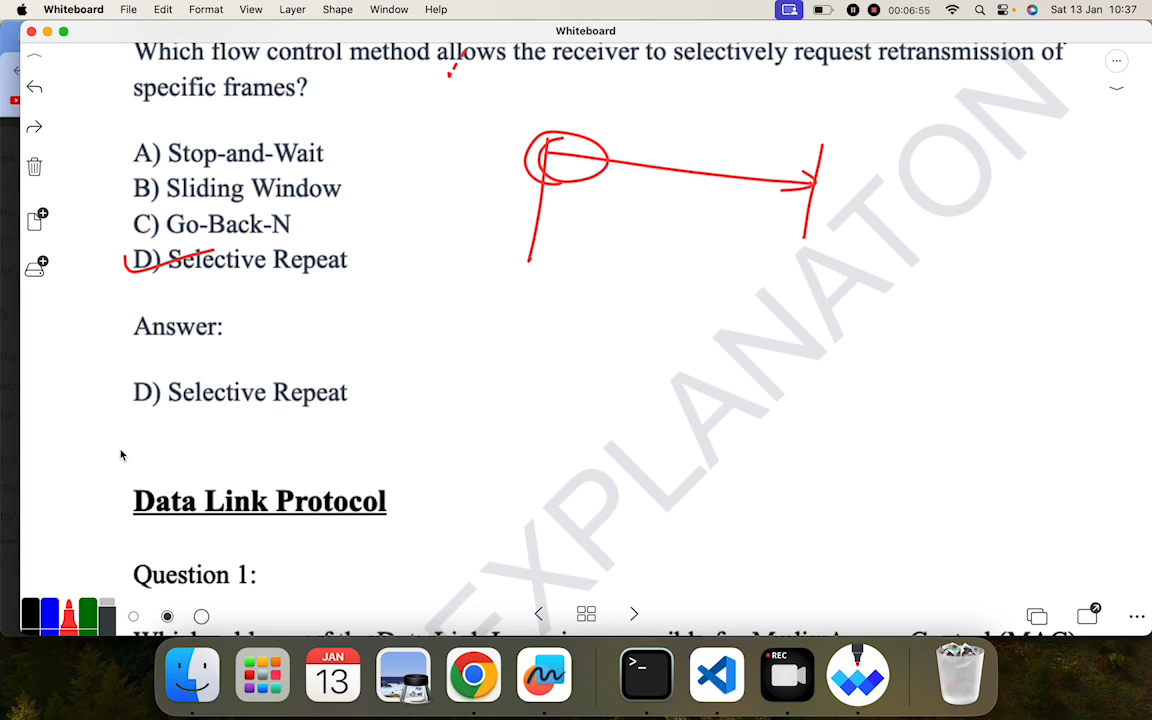 Whiteboard File Edit Format View Layer Shape Window Help 00:06:55 Sat 13 Jan 10:37
Whiteboard
Which flow control method allows the receiver to selectively request retransmission of
specific frames?
A) Stop-and-Wait
B) Sliding Window
C) Go-Back-N
D) Selective Repeat
Answer:
D) Selective Repeat
Data Link Protocol
Question 1:
EXPLANATON
JAN
13
REC